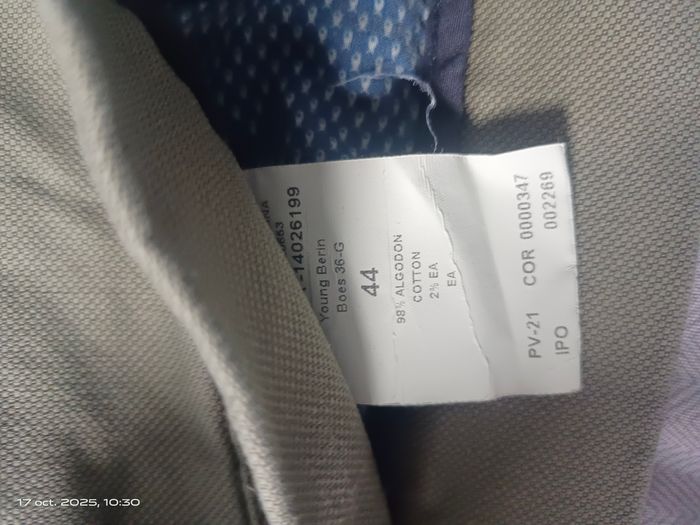 14026199
Young Berin
Boes 36-G
44
98% ALGODON
COTTON
2% EA
EA
PV-21 COR 0000347
IPO 002269
17 oct. 2025, 10:30